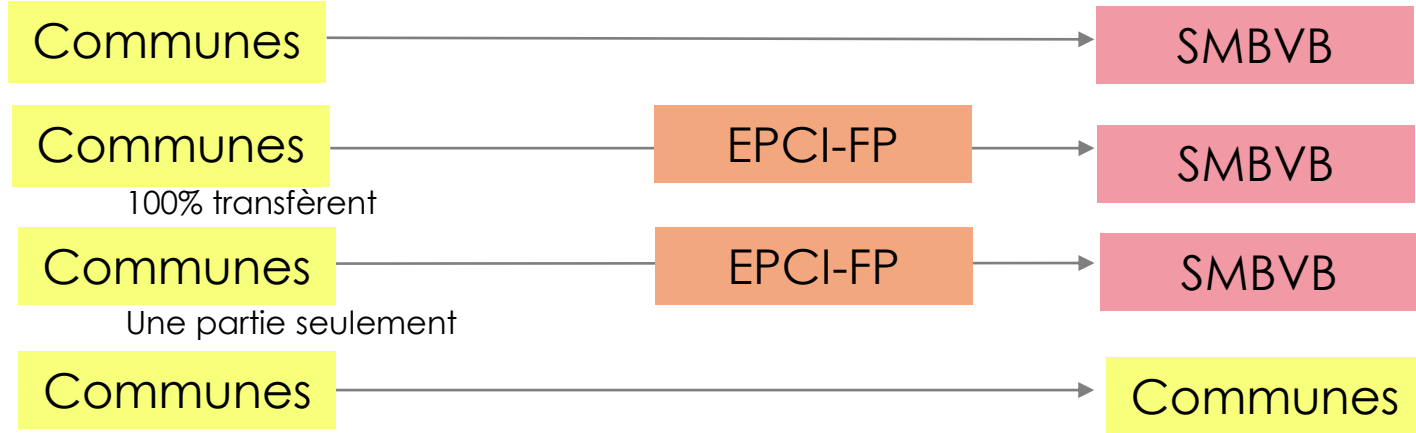 Communes
SMBVB
Communes
EPCI-FP
SMBVB
100% transfèrent
Communes
EPCI-FP
SMBVB
Une partie seulement
Communes
Communes